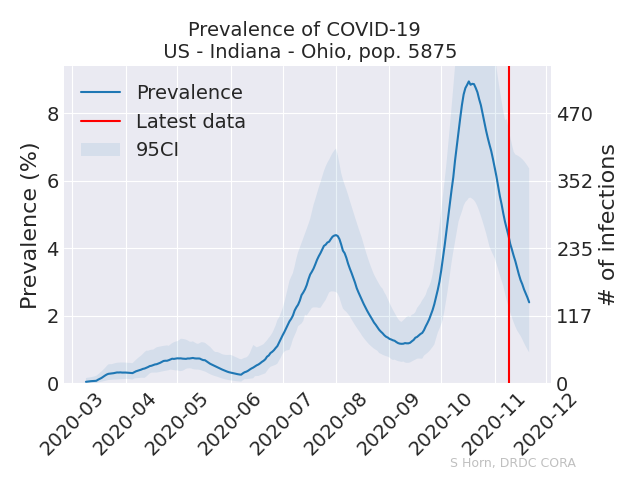 Prevalence of COVID-19
US - Indiana - Ohio, pop. 5875
Prevalence
Latest data
95CI
Prevalence (%)
8
6
4
2
0
470
352
235
117
0
# of infections
2020-03
2020-04
2020-05
2020-06
2020-07
2020-08
2020-09
2020-10
2020-11
2020-12
S Horn, DRDC CORA